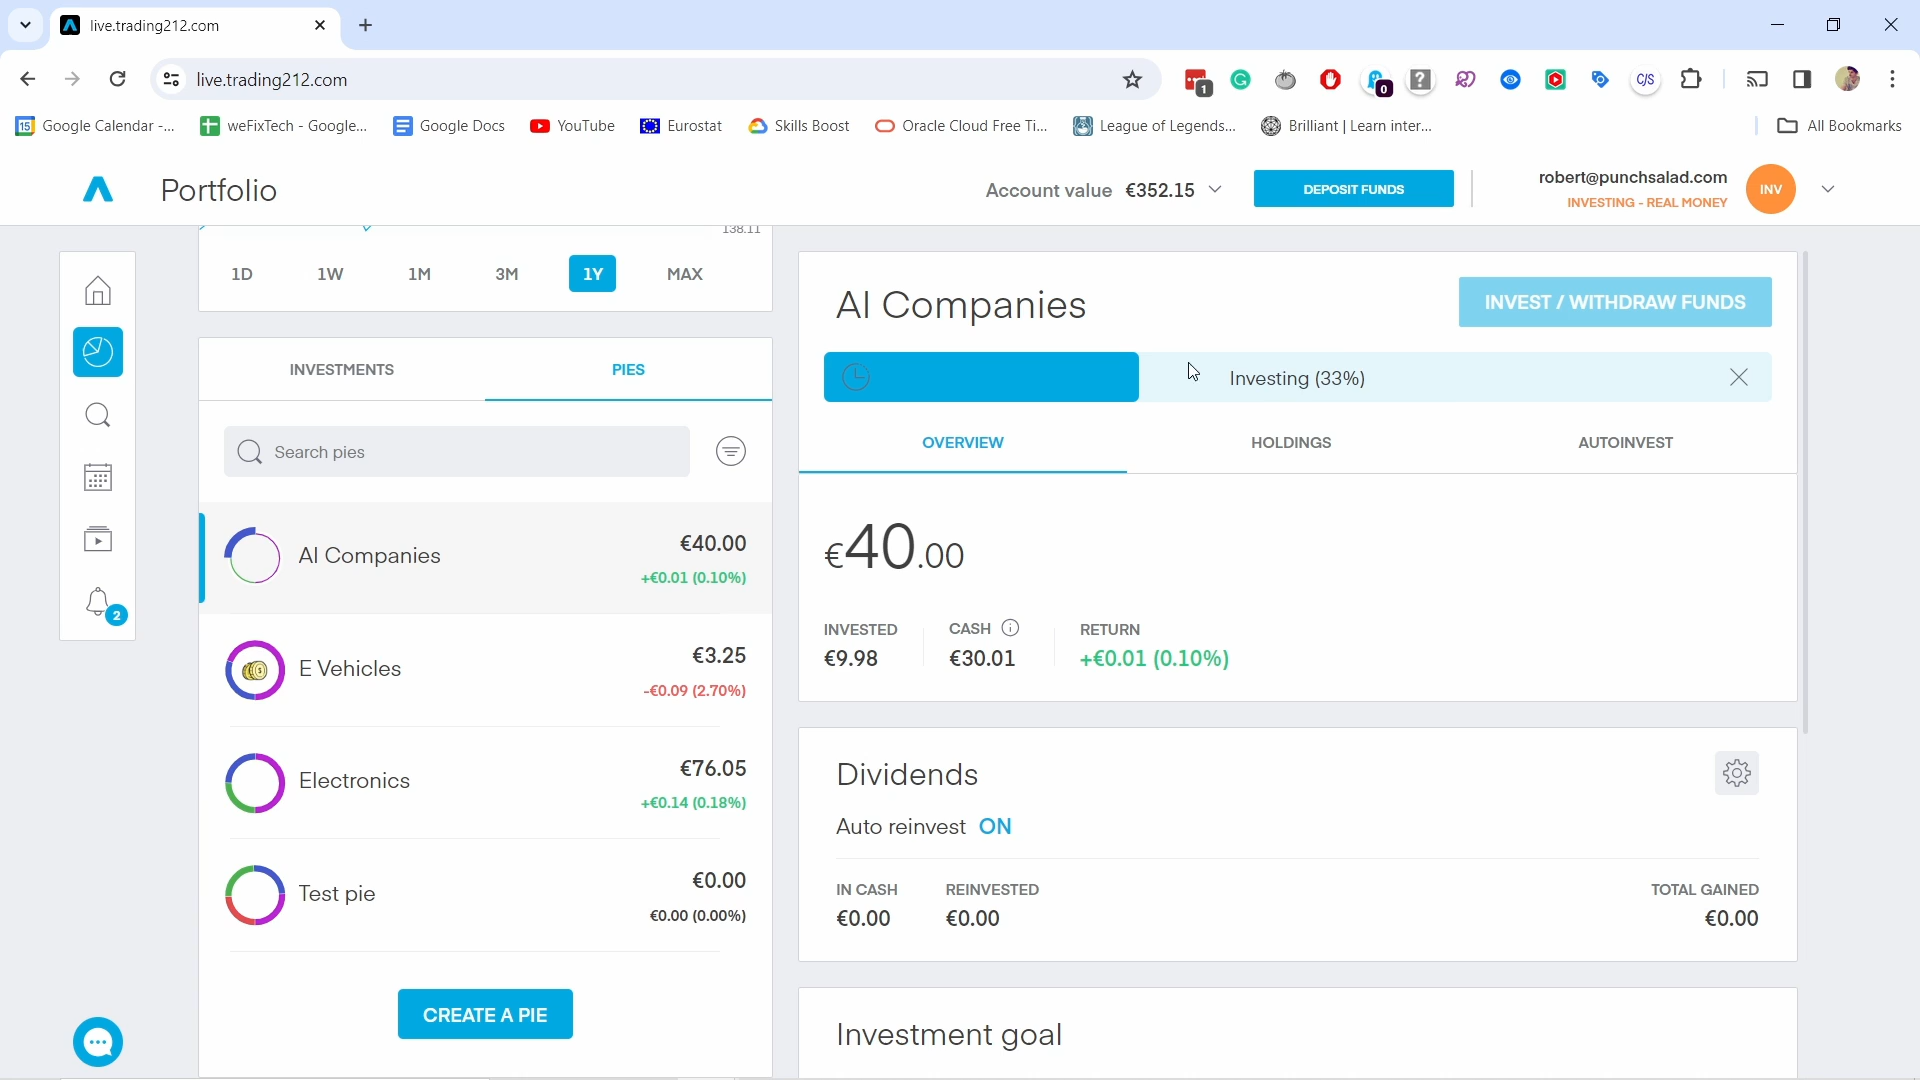 live.trading212.com
live.trading212.com
1
0
?
C/S
15 Google Calendar -...
weFixTech - Google...
Google Docs
YouTube
Eurostat
Skills Boost
Oracle Cloud Free Ti...
League of Legends...
Brilliant | Learn inter...
All Bookmarks
Portfolio
Account value €352.15
DEPOSIT FUNDS
robert@punchsalad.com
INVESTING - REAL MONEY
INV
138.11
1D 1W 1M 3M 1Y MAX
INVESTMENTS PIES
Search pies
AI Companies
€40.00
+€0.01 (0.10%)
E Vehicles
€3.25
-€0.09 (2.70%)
Electronics
€76.05
+€0.14 (0.18%)
Test pie
€0.00
€0.00 (0.00%)
CREATE A PIE
2
AI Companies
INVEST / WITHDRAW FUNDS
Investing (33%)
OVERVIEW HOLDINGS AUTOINVEST
€40.00
INVESTED CASH RETURN
€9.98 €30.01 +€0.01 (0.10%)
Dividends
Auto reinvest ON
IN CASH REINVESTED TOTAL GAINED
€0.00 €0.00 €0.00
Investment goal